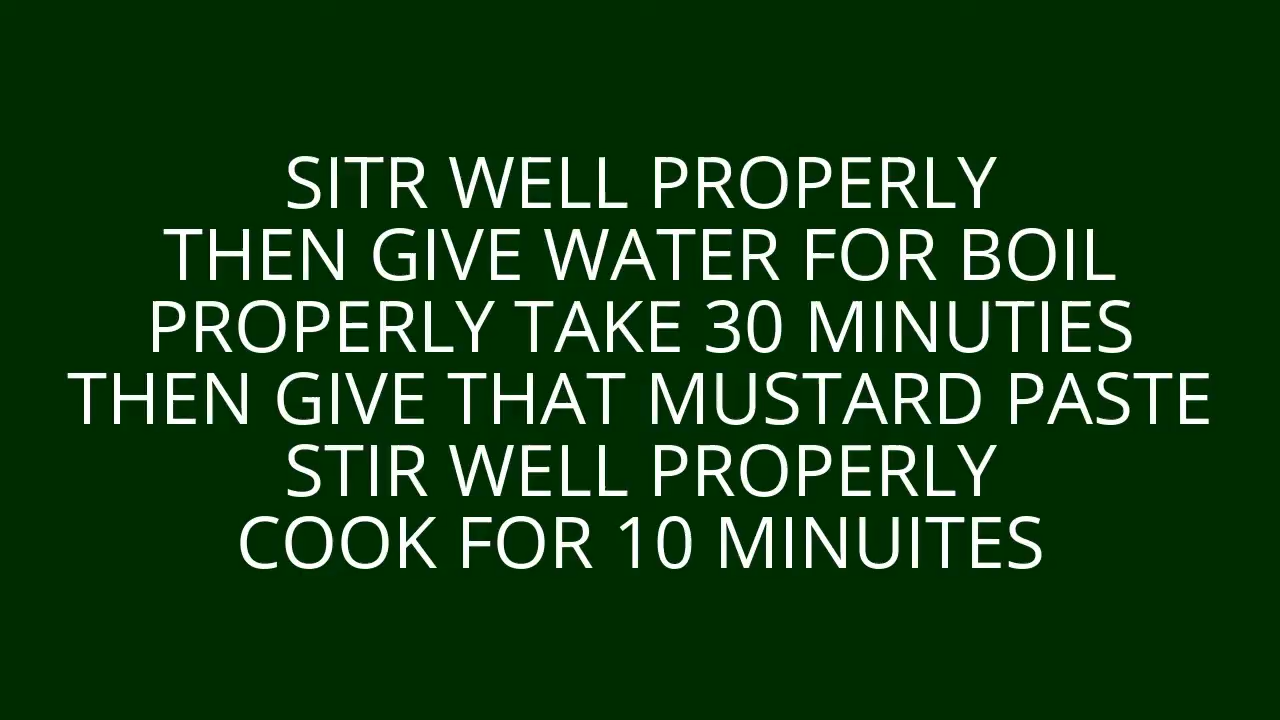 SITR WELL PROPERLY
THEN GIVE WATER FOR BOIL
PROPERLY TAKE 30 MINUTIES
THEN GIVE THAT MUSTARD PASTE
STIR WELL PROPERLY
COOK FOR 10 MINUITES